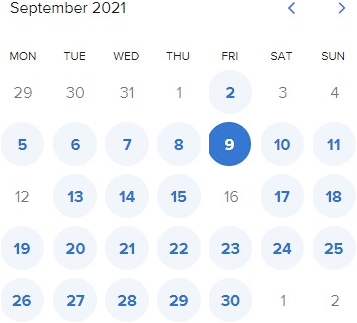 September 2021
MON TUE WED THU FRI SAT SUN
29 30 31 1 2 3 4
5 6 7 8 9 10 11
12 13 14 15 16 17 18
19 20 21 22 23 24 25
26 27 28 29 30 1 2